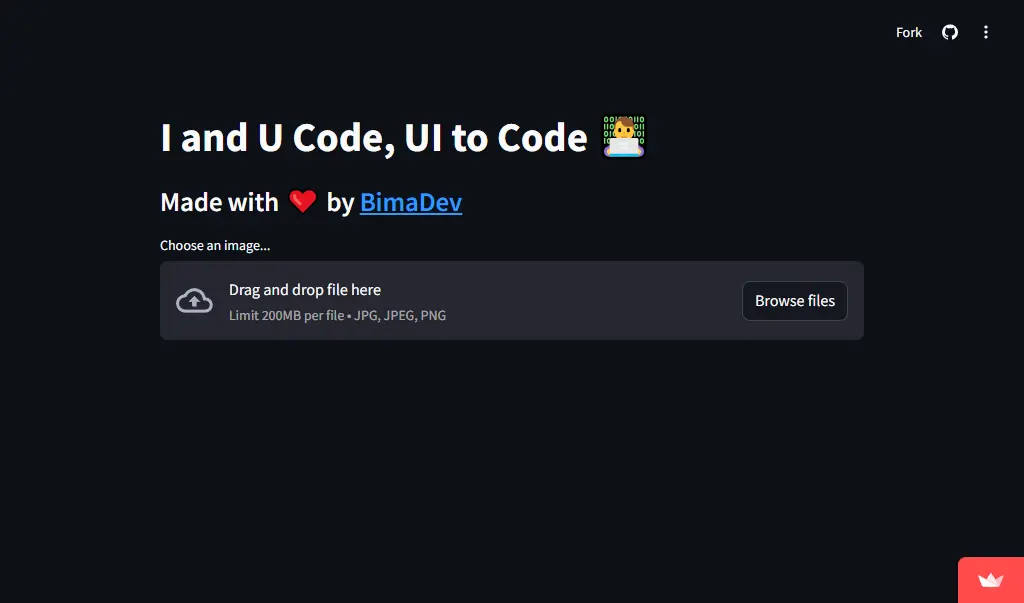 Fork
I and U Code, UI to Code 👨‍💻
Made with ❤️ by BimaDev
Choose an image...
Drag and drop file here
Limit 200MB per file • JPG, JPEG, PNG
Browse files